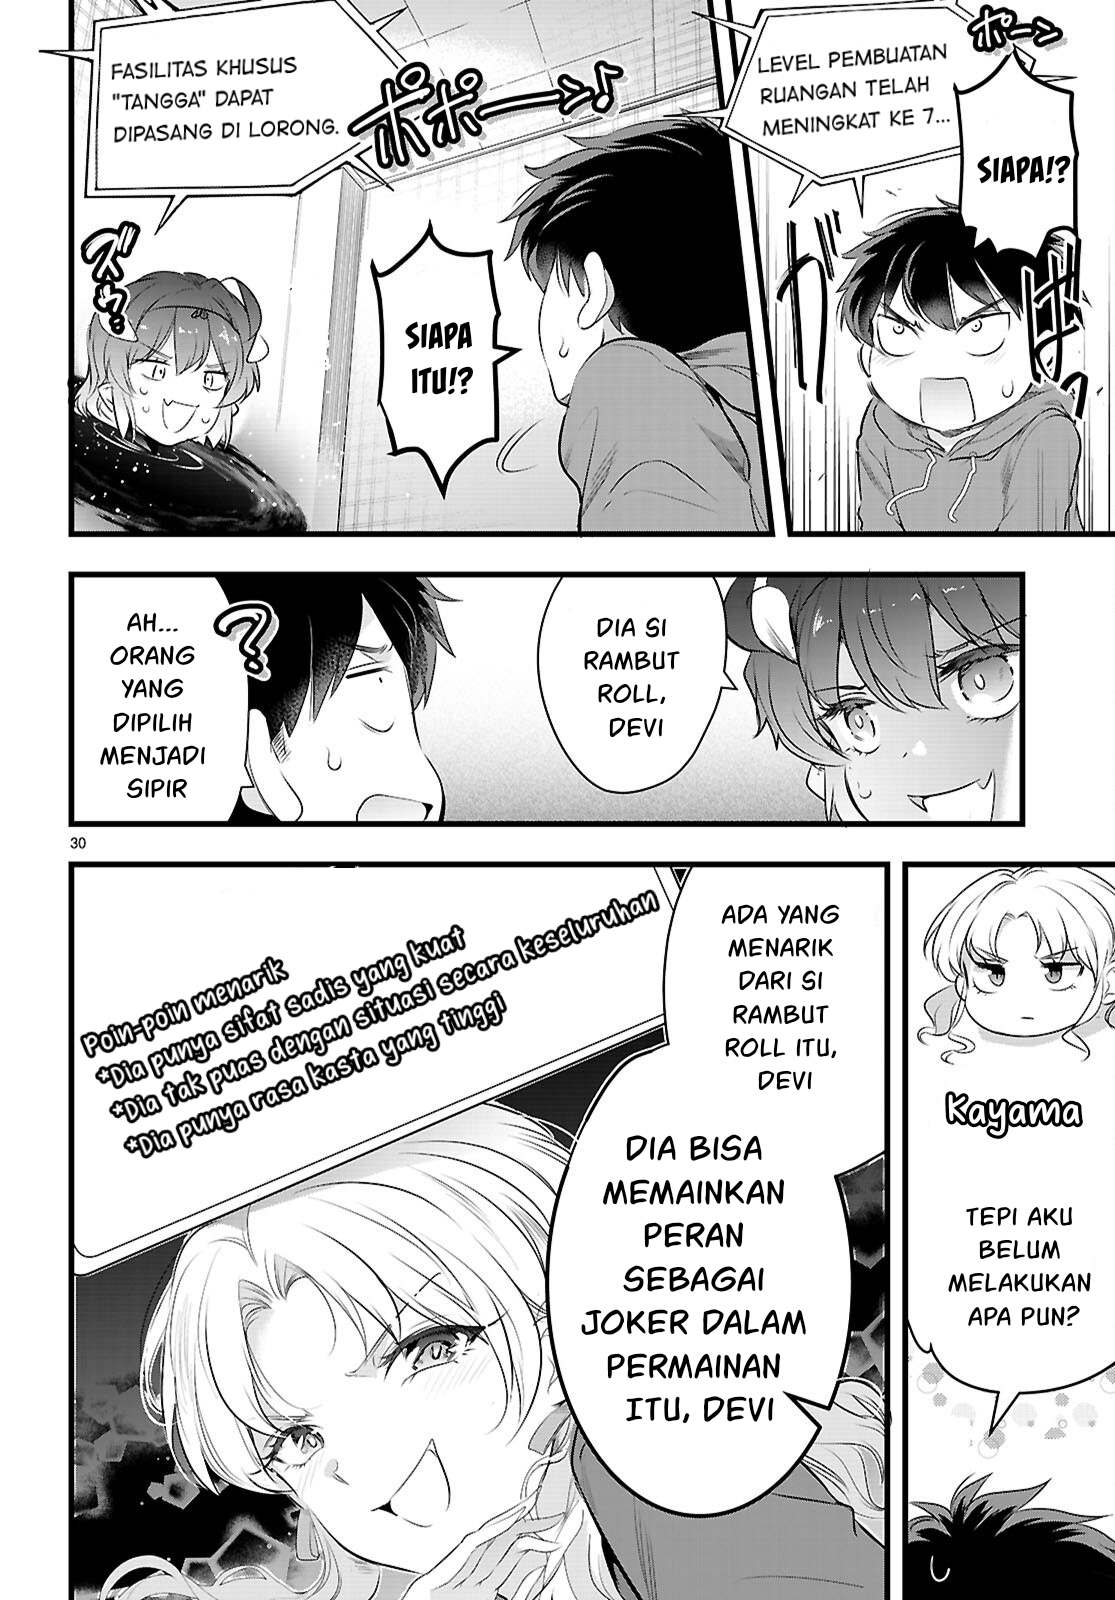 ポーン
LEVEL PEMBUATAN
RUANGAN TELAH
MENINGKAT KE 7...
SIAPA!?
ポポーン♪
FASILITAS KHUSUS
"TANGGA" DAPAT
DIPASANG DI LORONG.
SIAPA
ITU!?
DIA SI
RAMBUT
ROLL,
DEVI
?
AH...
ORANG
YANG
DIPILIH
MENJADI
SIPIR
30
Kayama
TEPI AKU
BELUM
MELAKUKAN
APA PUN?
ADA YANG
MENARIK
DARI SI
RAMBUT
ROLL ITU,
DEVI
Poin-poin menarik
*Dia punya sifat sadis yang kuat
*Dia tak puas dengan situasi secara keseluruhan
*Dia punya rasa kasta yang tinggi
DIA BISA
MEMAINKAN
PERAN
SEBAGAI
JOKER DALAM
PERMAINAN
ITU, DEVI